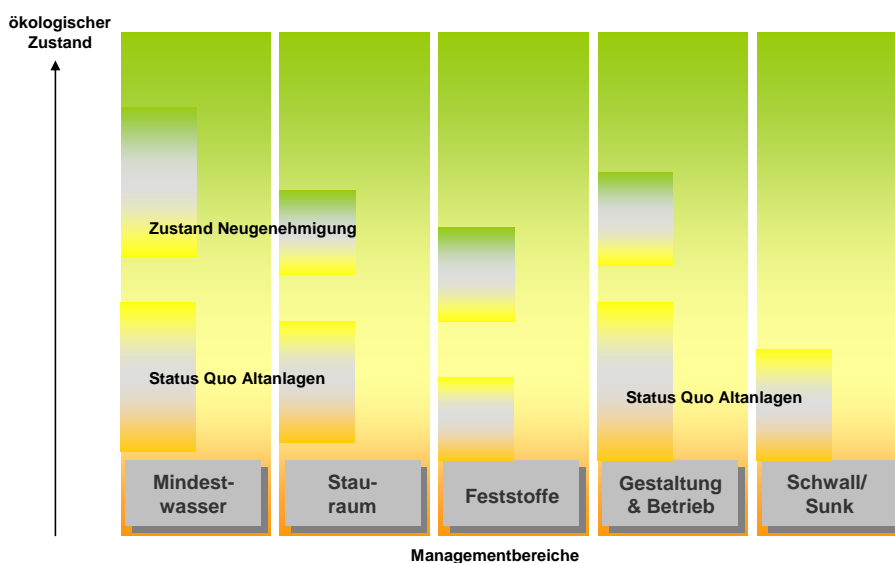 ökologischer
Zustand
Zustand Neugenehmigung
Status Quo Altanlagen
Status Quo Altanlagen
Mindest-
wasser
Stau-
raum
Feststoffe
Gestaltung
& Betrieb
Schwall/
Sunk
Managementbereiche